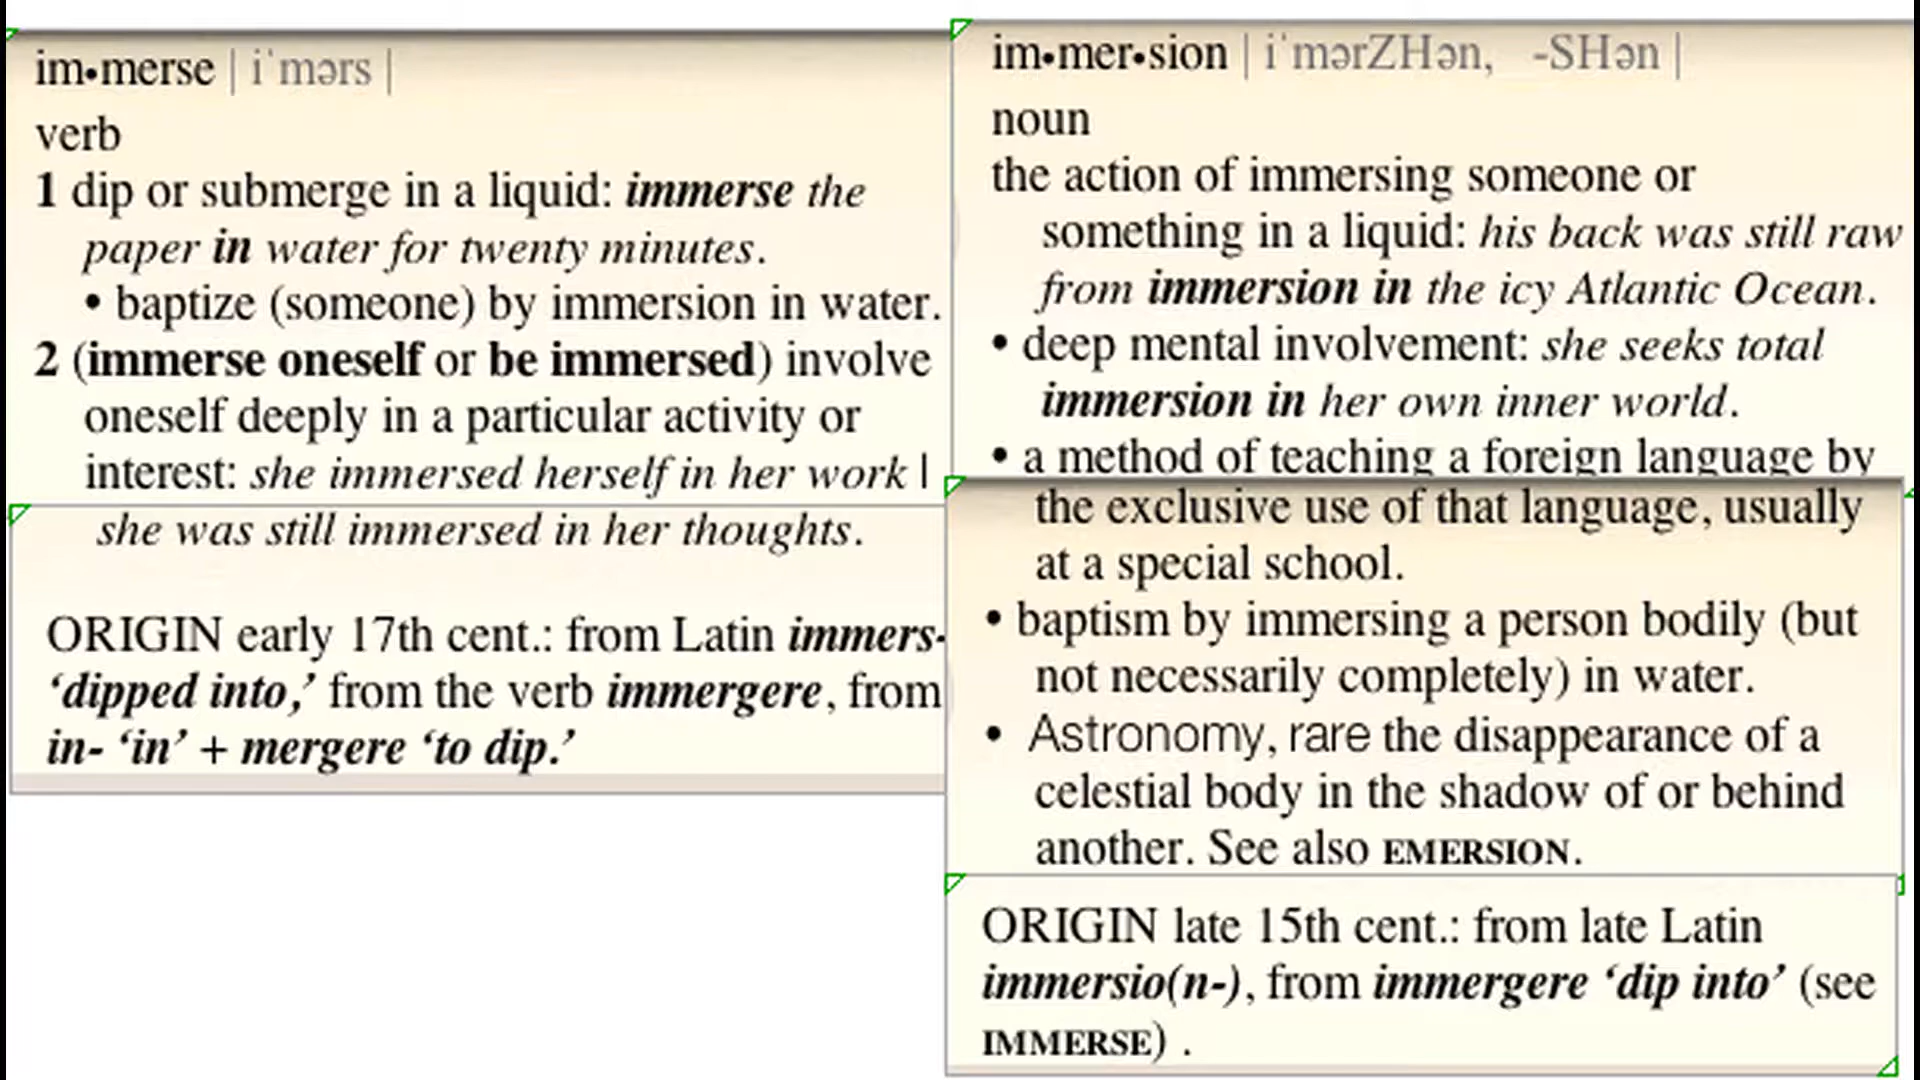 im•merse | iˈmərs |
verb
1 dip or submerge in a liquid: immerse the
paper in water for twenty minutes.
• baptize (someone) by immersion in water.
2 (immerse oneself or be immersed) involve
oneself deeply in a particular activity or
interest: she immersed herself in her work |
she was still immersed in her thoughts.
ORIGIN early 17th cent.: from Latin immers-
‘dipped into,’ from the verb immergere, from
in- ‘in’ + mergere ‘to dip.’
im•mer•sion | iˈmərZHən, -SHən |
noun
the action of immersing someone or
something in a liquid: his back was still raw
from immersion in the icy Atlantic Ocean.
• deep mental involvement: she seeks total
immersion in her own inner world.
• a method of teaching a foreign language by
the exclusive use of that language, usually
at a special school.
• baptism by immersing a person bodily (but
not necessarily completely) in water.
• Astronomy, rare the disappearance of a
celestial body in the shadow of or behind
another. See also EMERSION.
ORIGIN late 15th cent.: from late Latin
immersio(n-), from immergere ‘dip into’ (see
IMMERSE) .